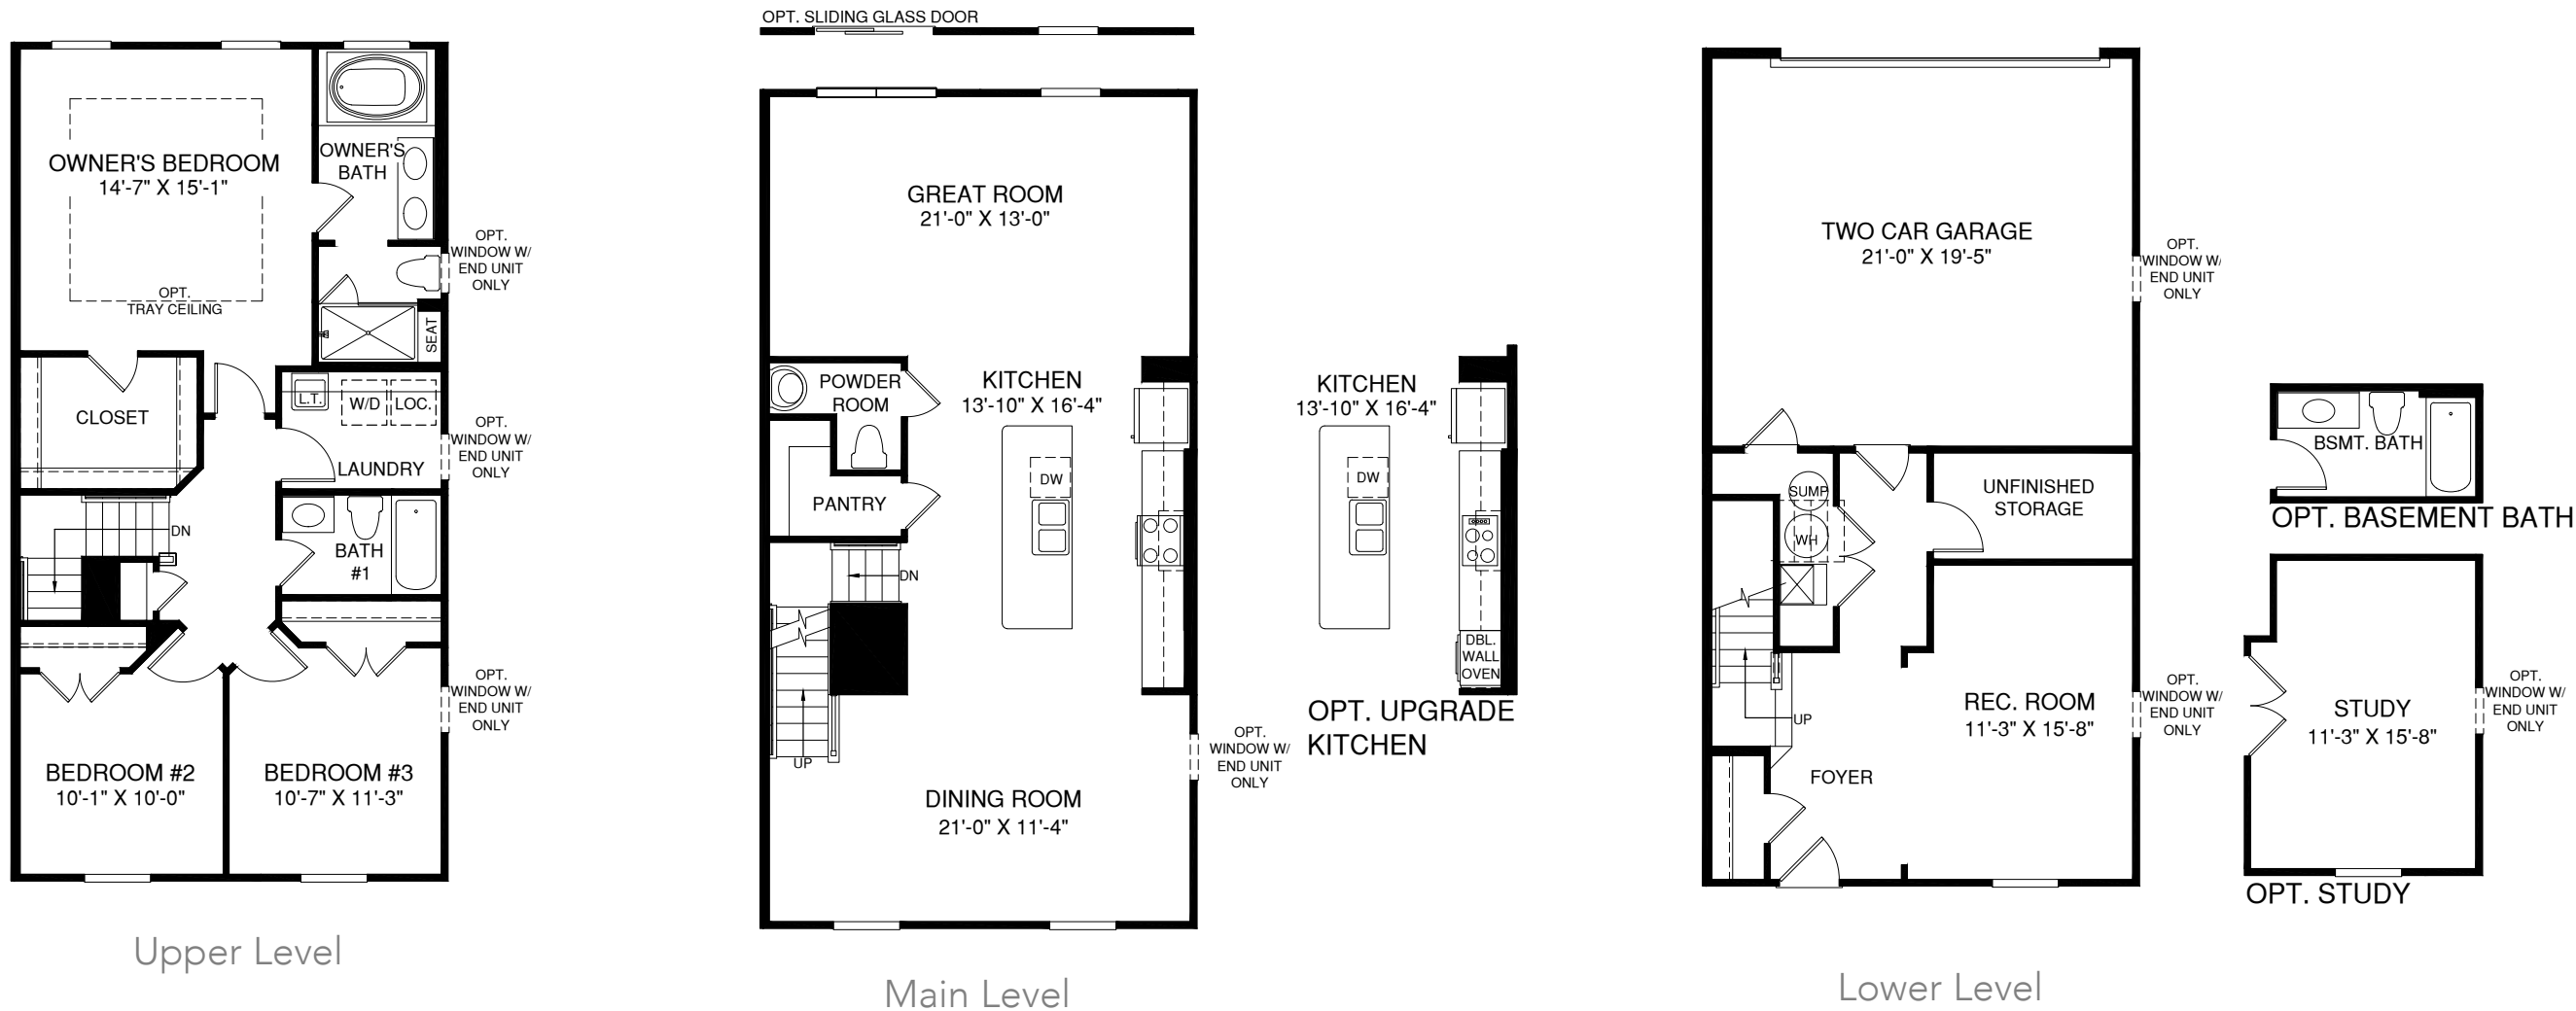 OWNER'S BEDROOM
14'-7" X 15'-1"
OPT.
TRAY CEILING
OWNER'S
BATH
OPT.
WINDOW W/
END UNIT
ONLY
SEAT
CLOSET
L.T.
W/D
LOC.
LAUNDRY
OPT.
WINDOW W/
END UNIT
ONLY
DN
BATH
#1
OPT.
WINDOW W/
END UNIT
ONLY
BEDROOM #2
10'-1" X 10'-0"
BEDROOM #3
10'-7" X 11'-3"
Upper Level
OPT. SLIDING GLASS DOOR
GREAT ROOM
21'-0" X 13'-0"
POWDER
ROOM
KITCHEN
13'-10" X 16'-4"
DW
PANTRY
DN
UP
OPT.
WINDOW W/
END UNIT
ONLY
DINING ROOM
21'-0" X 11'-4"
Main Level
KITCHEN
13'-10" X 16'-4"
DW
DBL.
WALL
OVEN
OPT. UPGRADE
KITCHEN
TWO CAR GARAGE
21'-0" X 19'-5"
OPT.
WINDOW W/
END UNIT
ONLY
SUMP
WH
UNFINISHED
STORAGE
REC. ROOM
11'-3" X 15'-8"
OPT.
WINDOW W/
END UNIT
ONLY
UP
FOYER
Lower Level
BSMT. BATH
OPT. BASEMENT BATH
STUDY
11'-3" X 15'-8"
OPT.
WINDOW W/
END UNIT
ONLY
OPT. STUDY